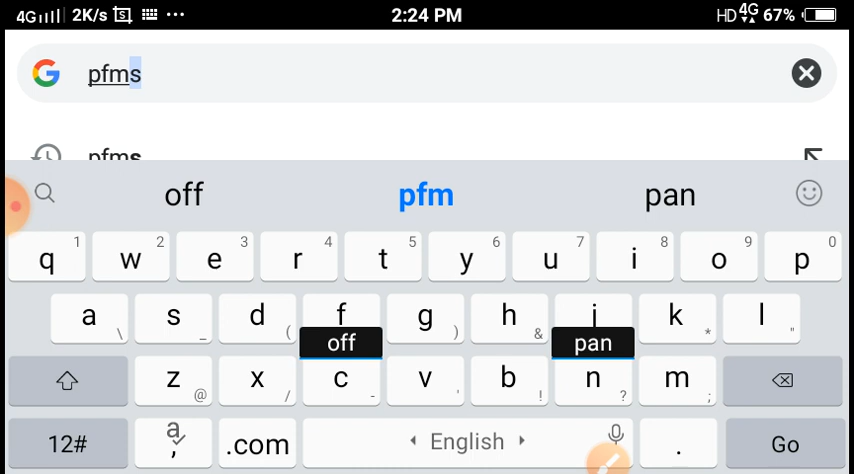 4G 2K/s S 2:24 PM HD 4G 67%
G pfms
pfms
off pfm pan
q 1 w 2 e 3 r 4 t 5 y 6 u 7 i 8 o 9 p 0
a \ s _ d ( f g ) h & j k * l "
off pan
z @ x / c - v ' b ! n ? m ;
12# a , .com English . Go